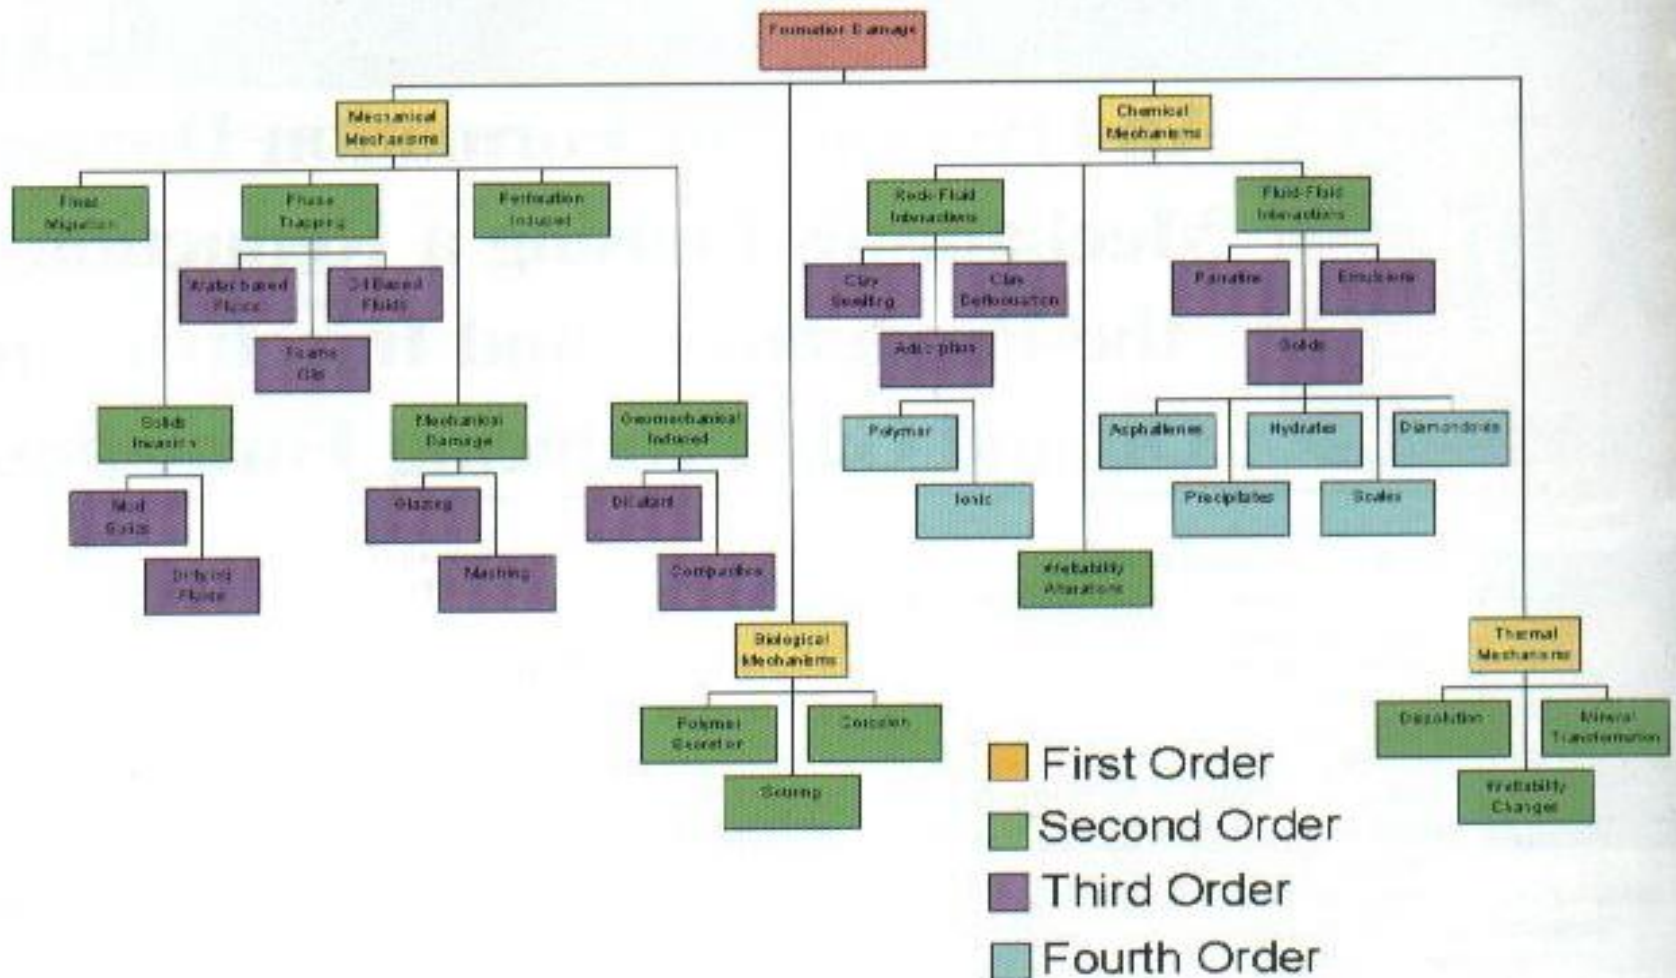 Formation Damage
Mechanical
Mechanisms
Chemical
Mechanisms
Fines
Migration
Phase
Trapping
Perforation
Induced
Rock-Fluid
Interactions
Fluid-Fluid
Interactions
Water based
Fluids
Oil Based
Fluids
Clay
Swelling
Clay
Deflocculation
Paraffins
Emulsions
Gas
Adsorption
Solids
Solids
Invasion
Mechanical
Damage
Geomechanical
Induced
Polymer
Asphaltenes
Hydrates
Diamondoids
Mud
Solids
Glazing
Dilatant
Ionic
Precipitates
Scales
Fluids
Mashing
Compaction
Wettability
Alterations
Biological
Mechanisms
Thermal
Mechanisms
Polymer
Secretion
Corrosion
Dissolution
Mineral
Transformation
Souring
Wettability
Changes
First Order
Second Order
Third Order
Fourth Order